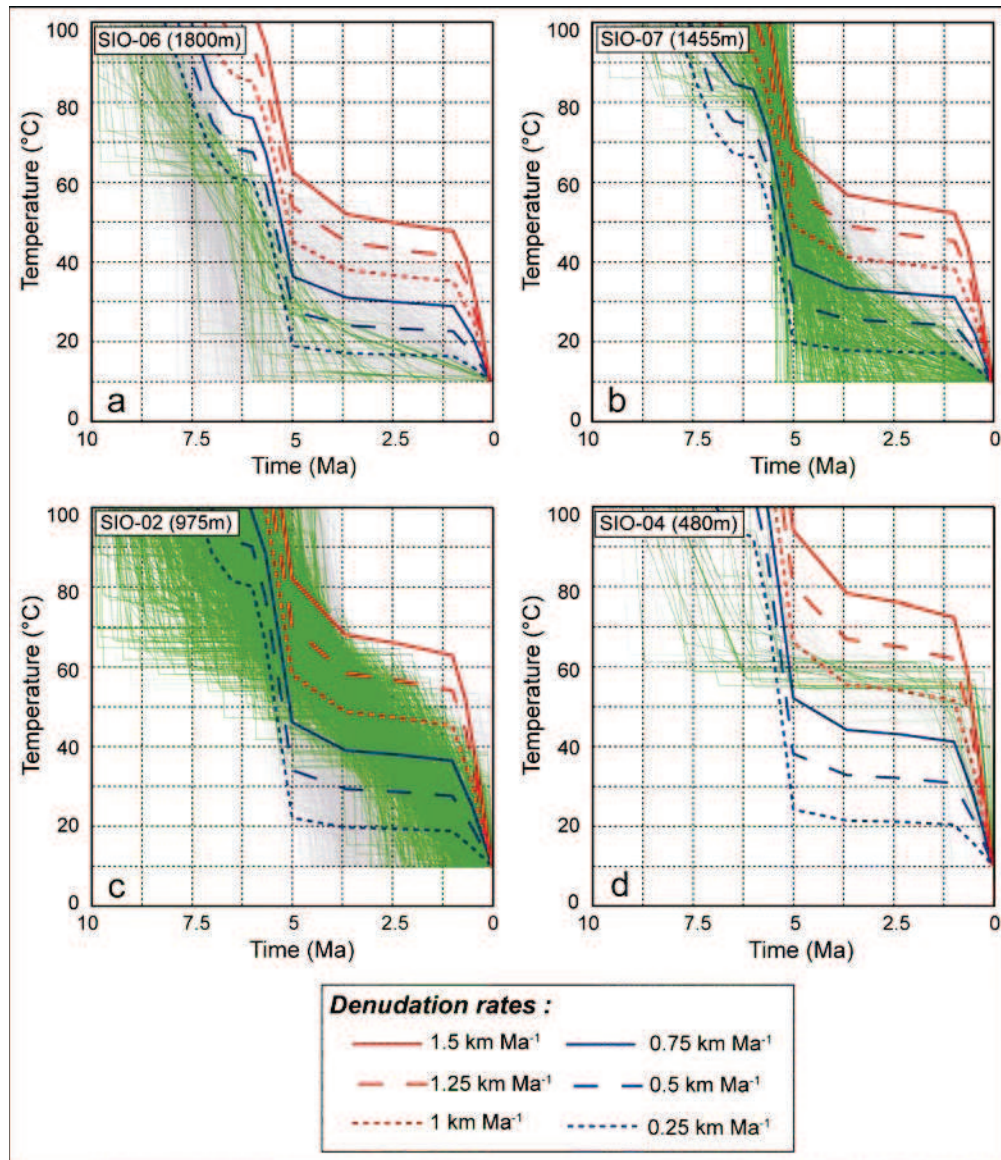 SIO-06 (1800m)
100
80
60
40
20
0
Temperature (°C)
a
10 7.5 5 2.5 0
Time (Ma)
SIO-07 (1455m)
100
80
60
40
20
0
Temperature (°C)
b
10 7.5 5 2.5 0
Time (Ma)
SIO-02 (975m)
100
80
60
40
20
0
Temperature (°C)
c
10 7.5 5 2.5 0
Time (Ma)
SIO-04 (480m)
100
80
60
40
20
0
Temperature (°C)
d
10 7.5 5 2.5 0
Time (Ma)
Denudation rates :
1.5 km Ma⁻¹ 0.75 km Ma⁻¹
1.25 km Ma⁻¹ 0.5 km Ma⁻¹
1 km Ma⁻¹ 0.25 km Ma⁻¹